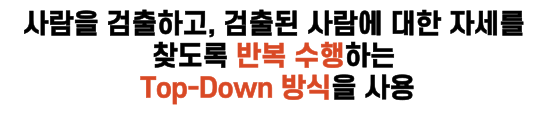 사람을 검출하고, 검출된 사람에 대한 자세를
찾도록 반복 수행하는
Top-Down 방식을 사용